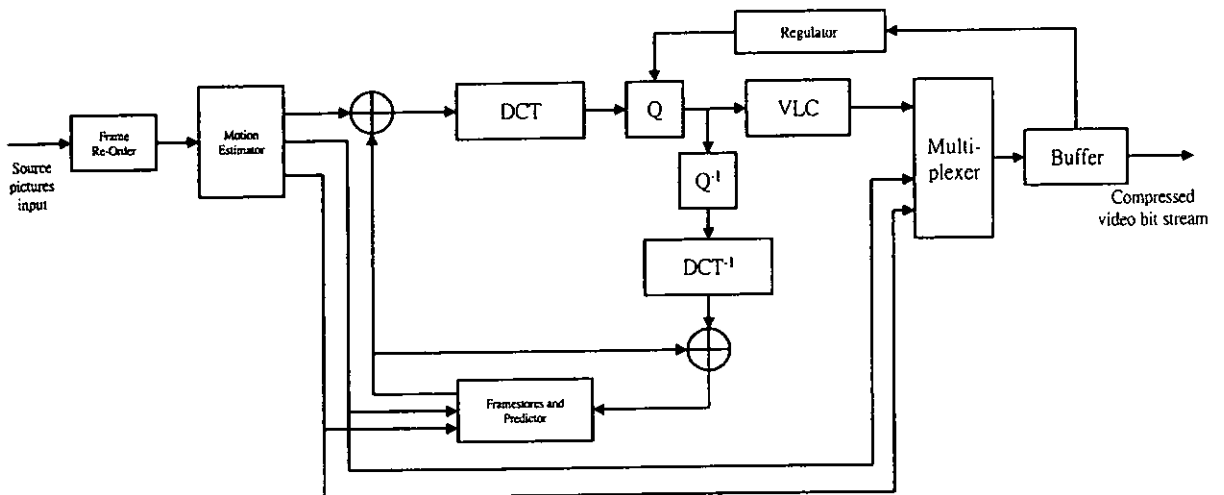 Regulator
DCT
Q
VLC
Frame
Re-Order
Motion
Estimator
Multi-
plexer
Buffer
Source
pictures
input
Q-1
Compressed
video bit stream
DCT-1
Framestores and
Predictor